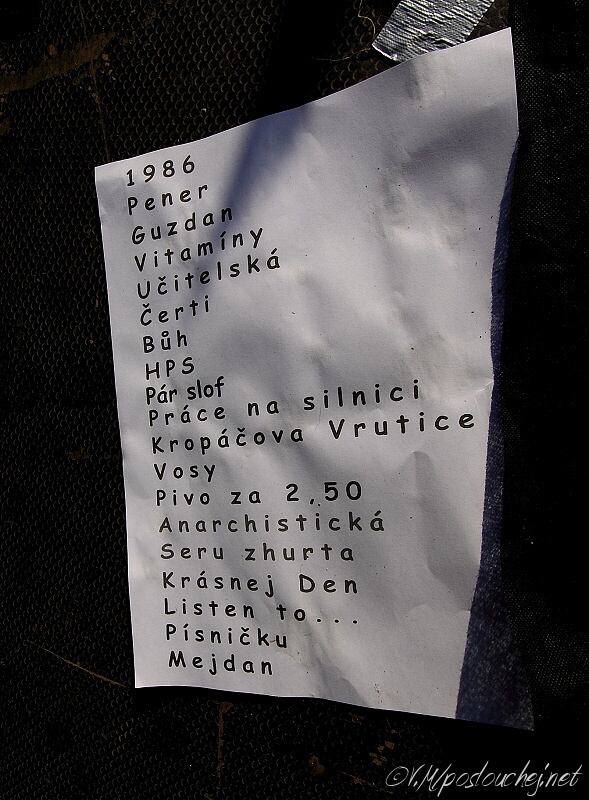 1986
Pener
Guzdan
Vitamíny
Učitelská
Čerti
Bůh
HPS
Pár slof
Práce na silnici
Kropáčova Vrutice
Vosy
Pivo za 2,50
Anarchistická
Seru zhurta
Krásnej Den
Listen to...
Písničku
Mejdan
©V.M/poslouchej.net